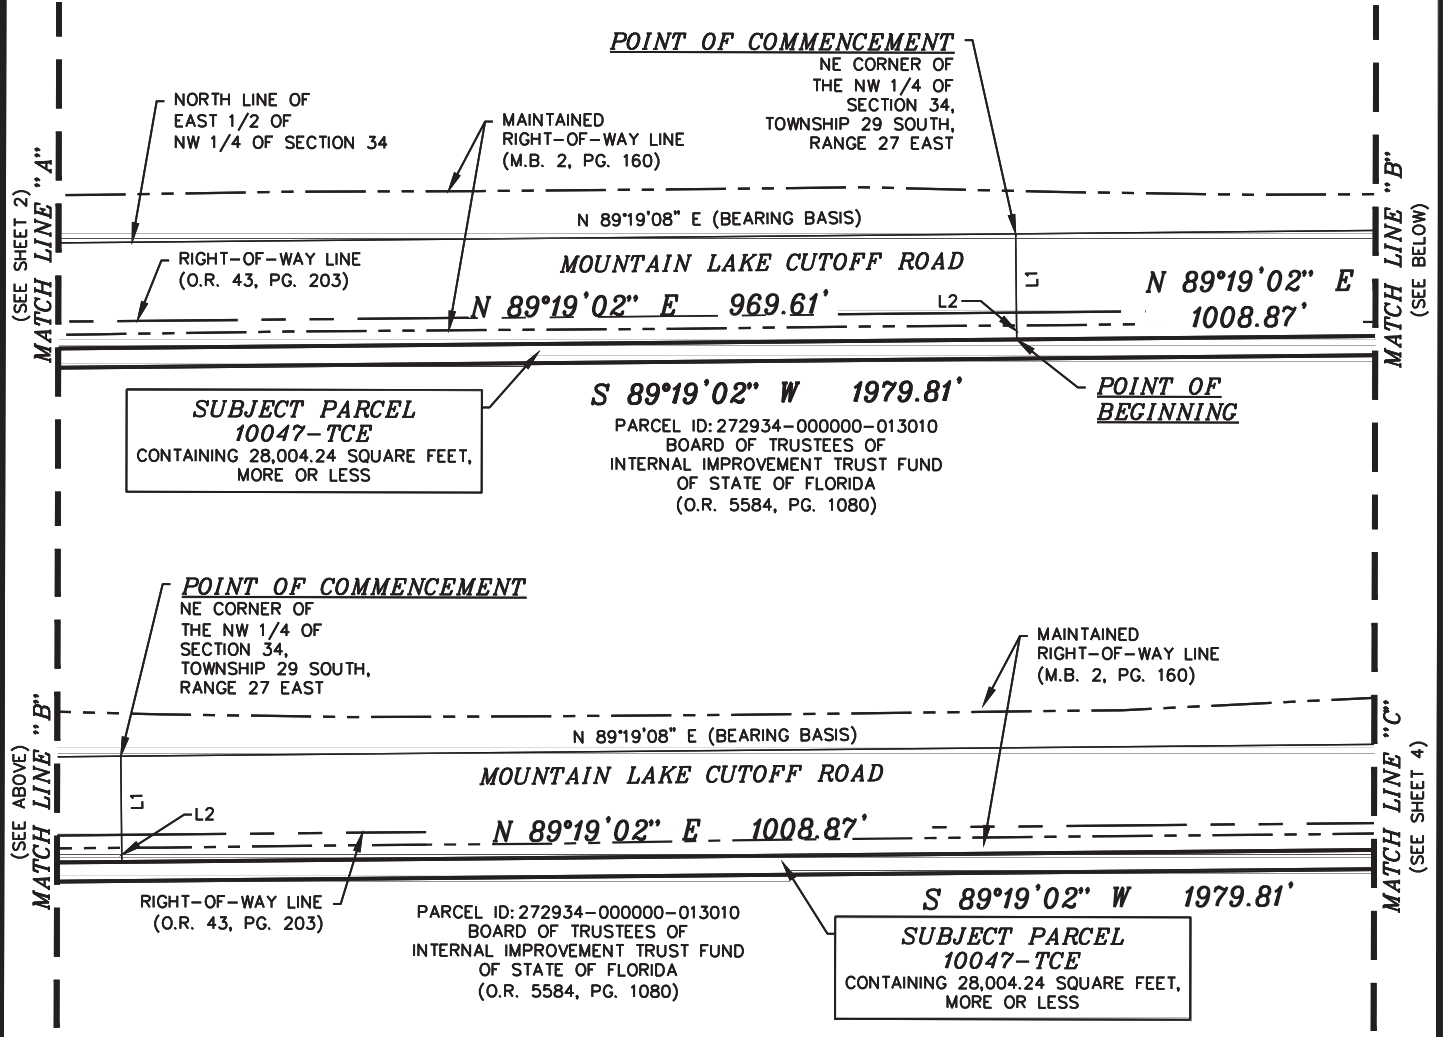 POINT OF COMMENCEMENT
NE CORNER OF
THE NW 1/4 OF
SECTION 34,
TOWNSHIP 29 SOUTH,
RANGE 27 EAST
NORTH LINE OF
EAST 1/2 OF
NW 1/4 OF SECTION 34
MAINTAINED
RIGHT-OF-WAY LINE
(M.B. 2, PG. 160)
(SEE SHEET 2)
MATCH LINE "A"
MATCH LINE "B"
(SEE BELOW)
N 89°19'08" E (BEARING BASIS)
RIGHT-OF-WAY LINE
(O.R. 43, PG. 203)
MOUNTAIN LAKE CUTOFF ROAD
L1
N 89°19'02" E
1008.87'
N 89°19'02" E 969.61'
L2
S 89°19'02" W 1979.81'
POINT OF
BEGINNING
SUBJECT PARCEL
10047-TCE
CONTAINING 28,004.24 SQUARE FEET,
MORE OR LESS
PARCEL ID: 272934-000000-013010
BOARD OF TRUSTEES OF
INTERNAL IMPROVEMENT TRUST FUND
OF STATE OF FLORIDA
(O.R. 5584, PG. 1080)
POINT OF COMMENCEMENT
NE CORNER OF
THE NW 1/4 OF
SECTION 34,
TOWNSHIP 29 SOUTH,
RANGE 27 EAST
MAINTAINED
RIGHT-OF-WAY LINE
(M.B. 2, PG. 160)
(SEE ABOVE)
MATCH LINE "B"
MATCH LINE "C"
(SEE SHEET 4)
N 89°19'08" E (BEARING BASIS)
MOUNTAIN LAKE CUTOFF ROAD
L1
L2
N 89°19'02" E 1008.87'
RIGHT-OF-WAY LINE
(O.R. 43, PG. 203)
S 89°19'02" W 1979.81'
PARCEL ID: 272934-000000-013010
BOARD OF TRUSTEES OF
INTERNAL IMPROVEMENT TRUST FUND
OF STATE OF FLORIDA
(O.R. 5584, PG. 1080)
SUBJECT PARCEL
10047-TCE
CONTAINING 28,004.24 SQUARE FEET,
MORE OR LESS